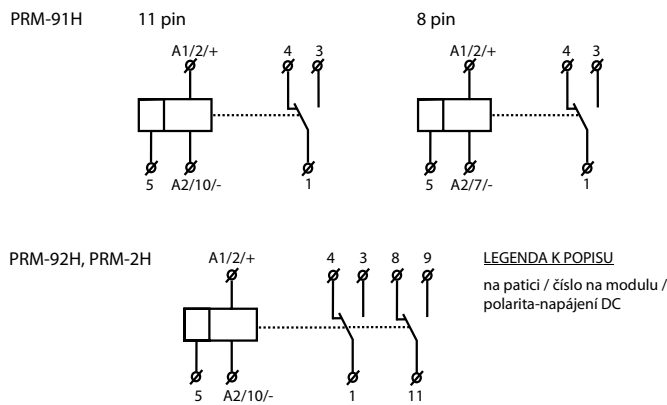 PRM-91H 11 pin 8 pin
A1/2/+ 4 3 A1/2/+ 4 3
5 A2/10/- 1 5 A2/7/- 1
PRM-92H, PRM-2H A1/2/+ 4 3 8 9 LEGENDA K POPISU
na patici / číslo na modulu /
polarita-napájení DC
5 A2/10/- 1 11